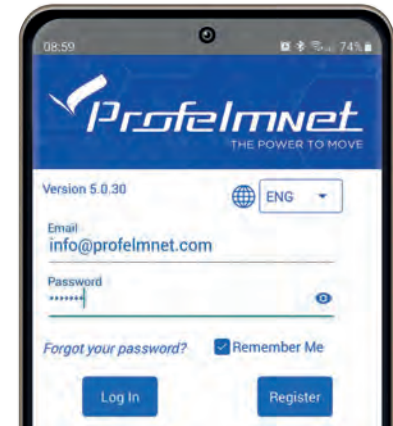 08:59 74%
Profelmnet
THE POWER TO MOVE
Version 5.0.30
ENG
Email
info@profelmnet.com
Password
•••••••
Forgot your password?
Remember Me
Log In
Register